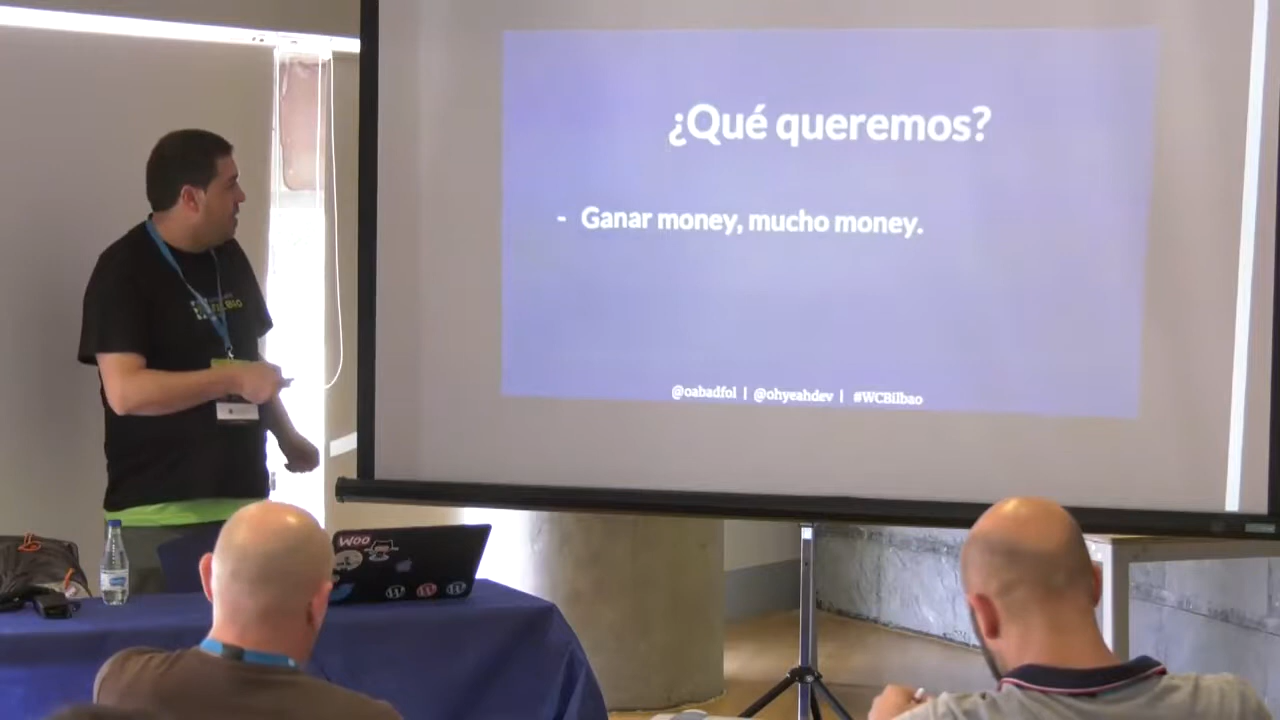 ¿Qué queremos?
- Ganar money, mucho money.
@oabadfol | @ohyeahdev | #WCBilbao
WOO